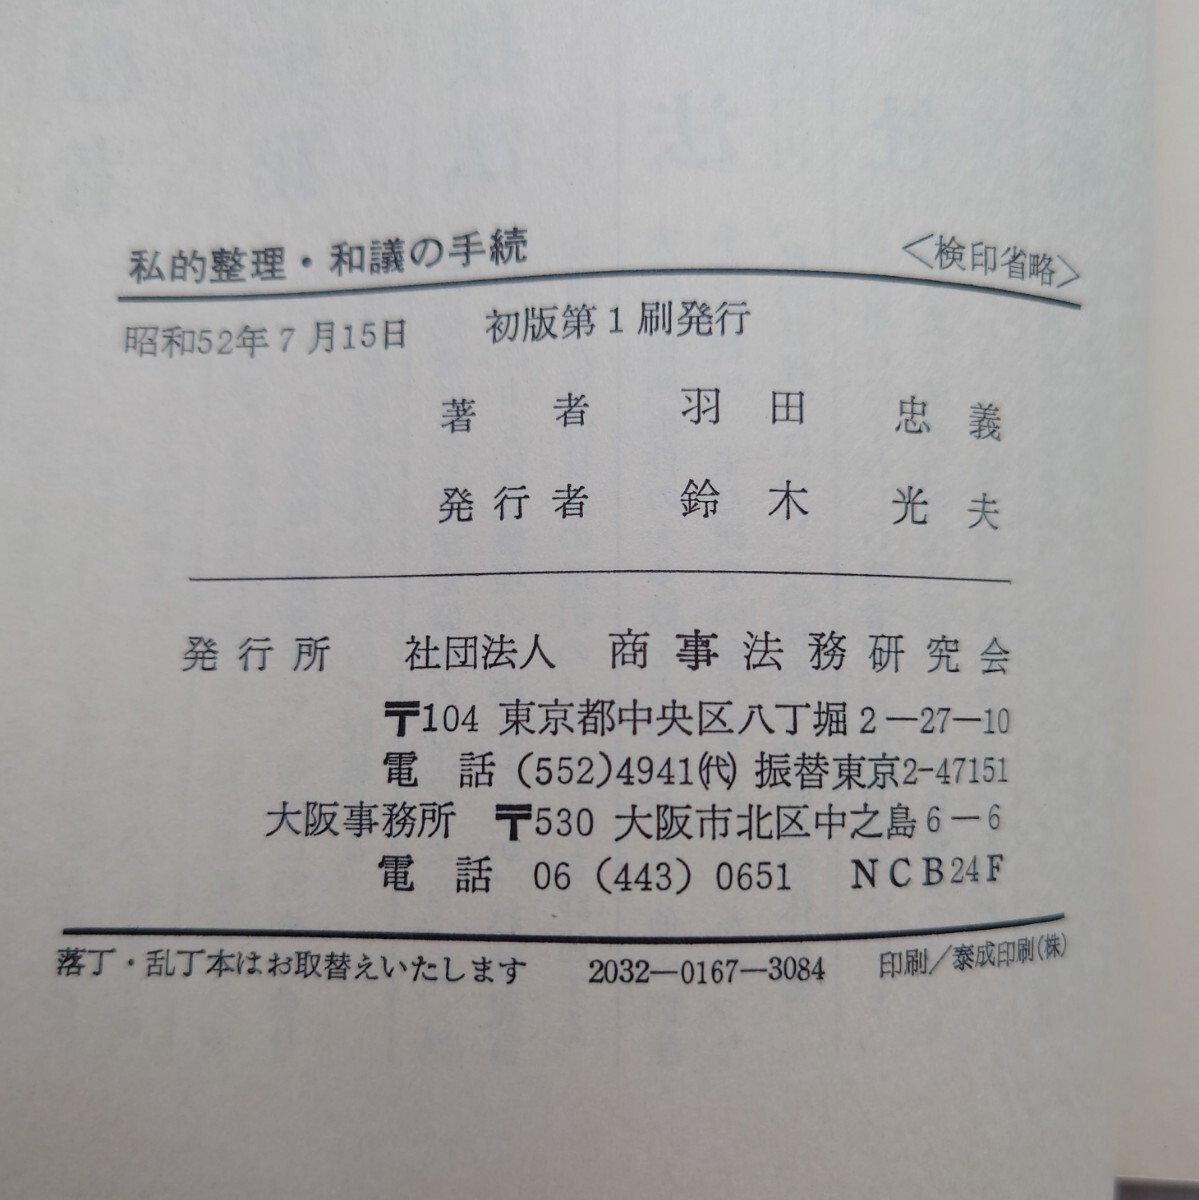 私的整理・和議の手続 <検印省略>
昭和52年7月15日 初版第1刷発行
著者 羽田忠義
発行者 鈴木光夫
発行所 社団法人 商事法務研究会
〒104 東京都中央区八丁堀2-27-10
電話 (552)4941(代) 振替東京2-47151
大阪事務所 〒530 大阪市北区中之島6-6
電話 06 (443) 0651 NCB24F
落丁・乱丁本はお取替えいたします 2032-0167-3084 印刷/泰成印刷(株)